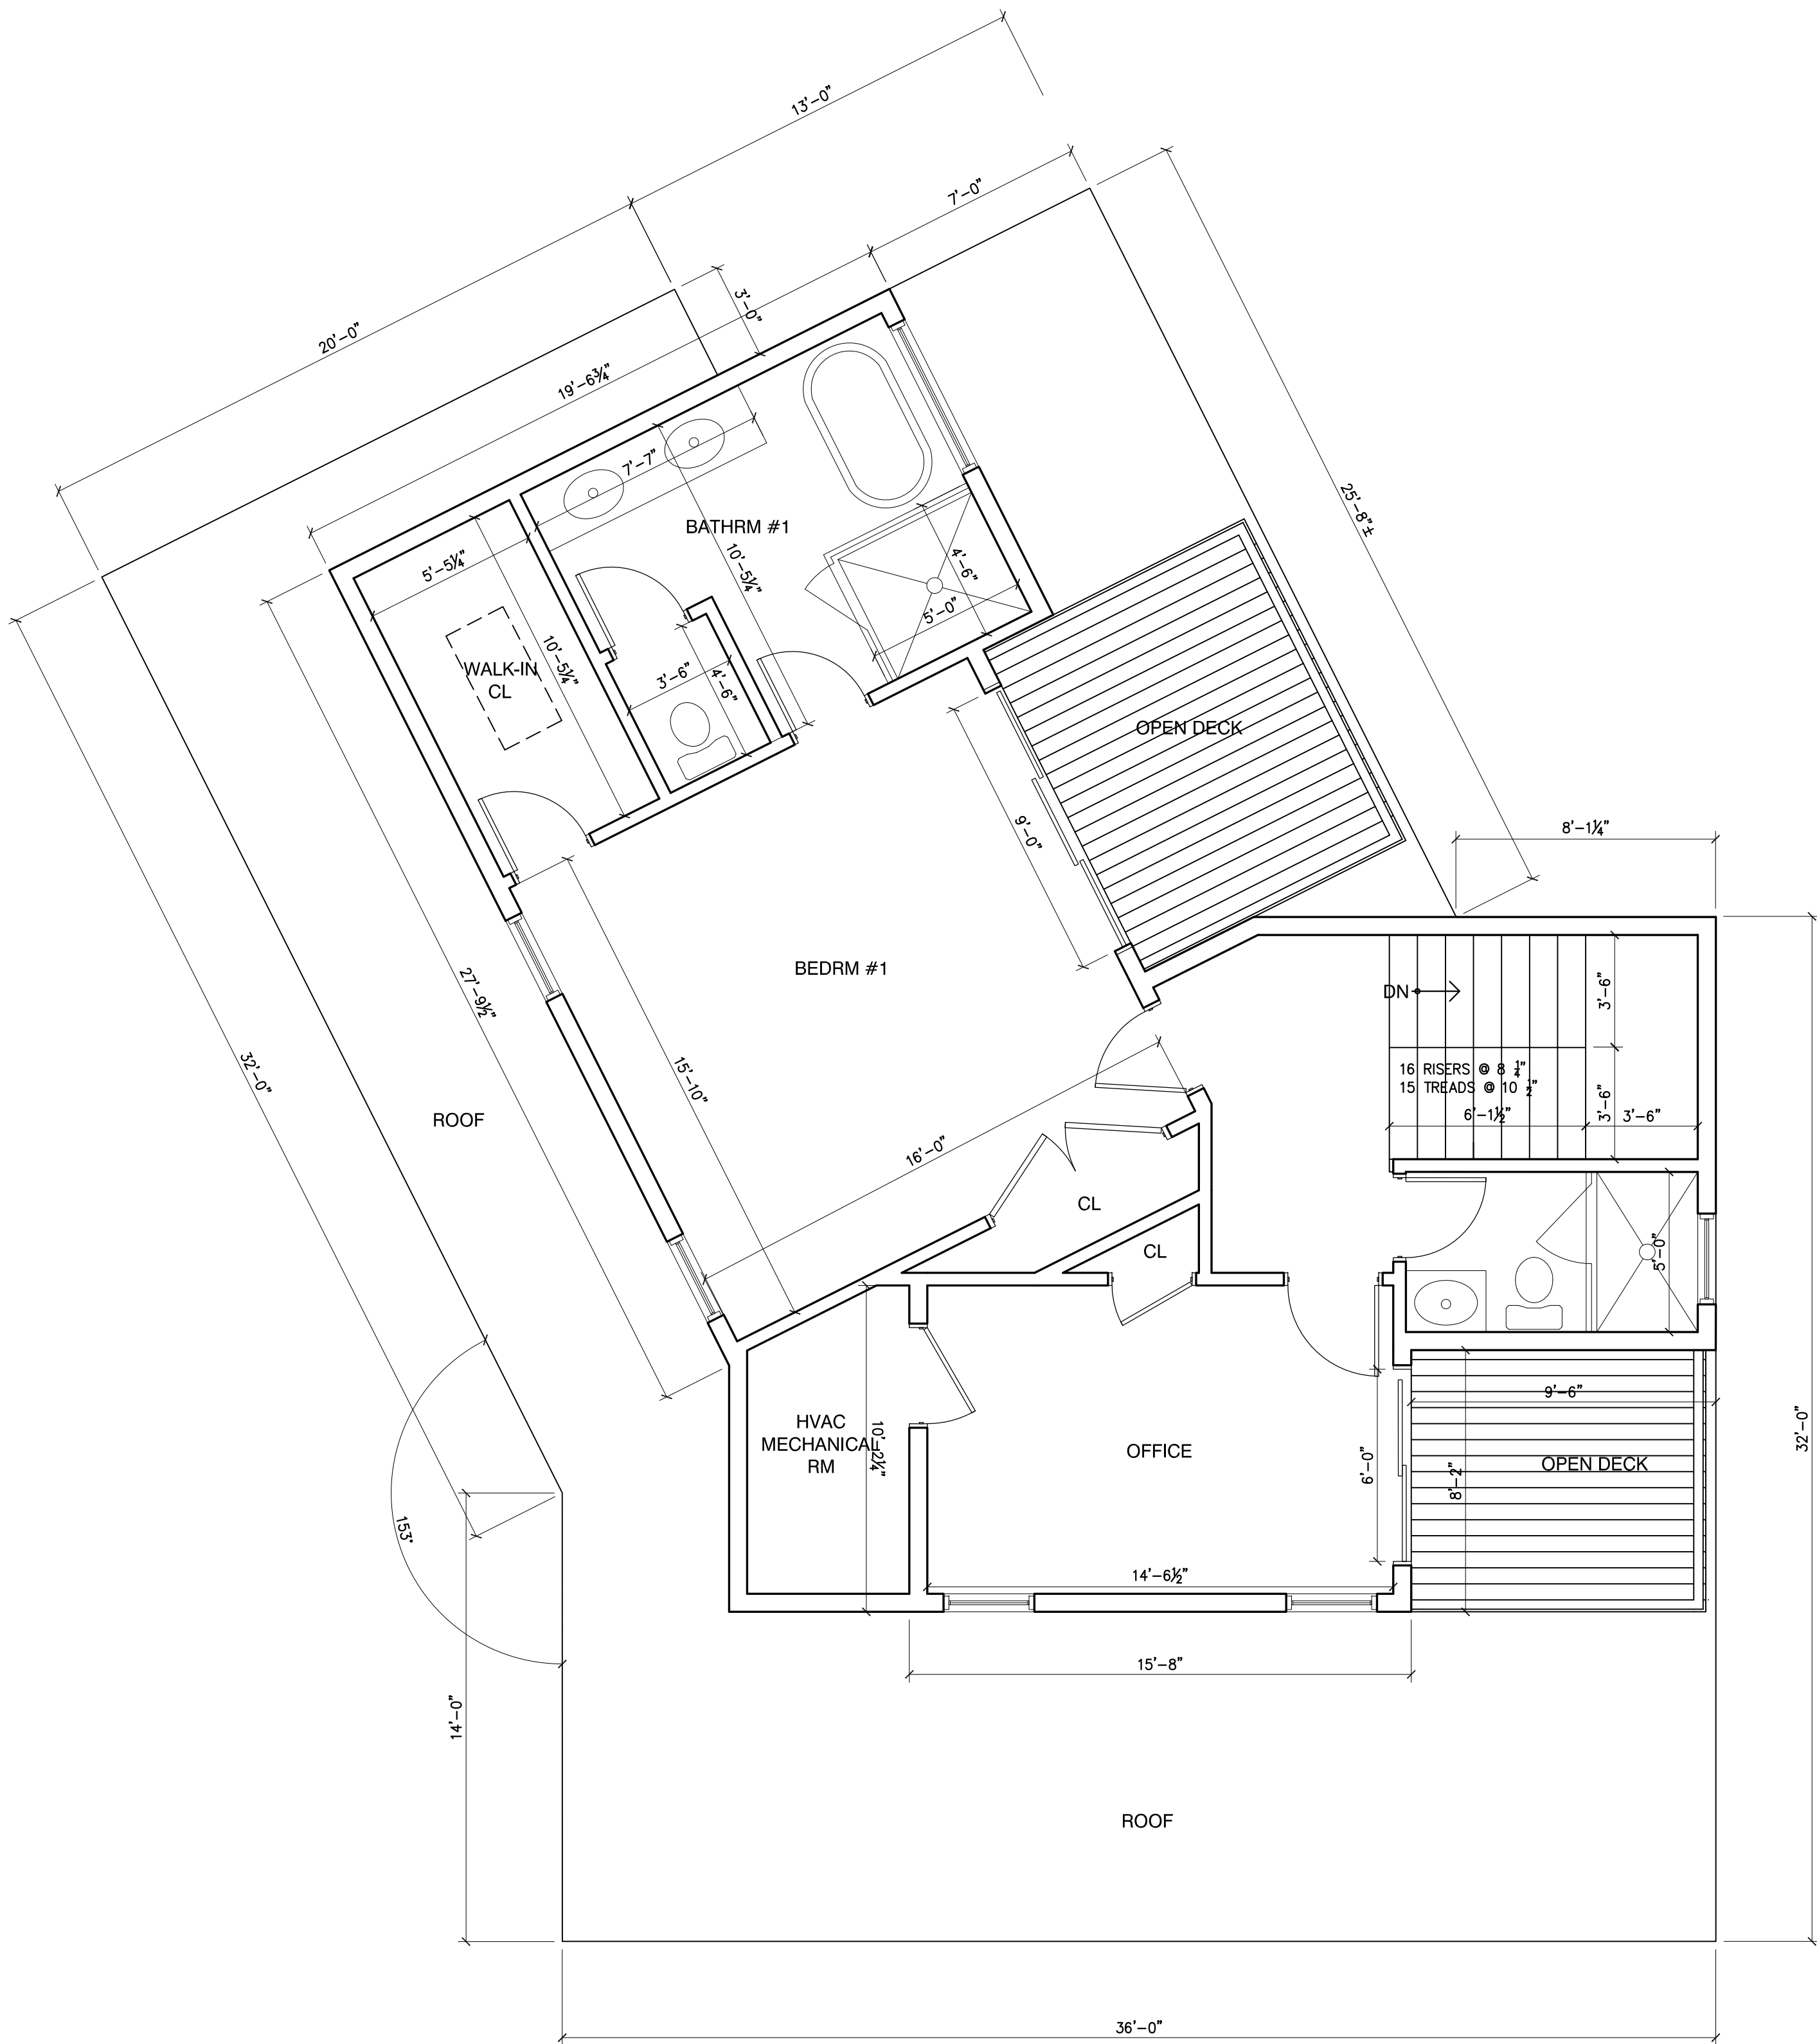 13'-0"
7'-0"
20'-0"
3'-0"
19'-6¾"
25'-8"±
7'-7"
BATHRM #1
10'-5¼"
5'-5¼"
4'-6"
5'-0"
WALK-IN
CL
10'-5¼"
3'-6"
4'-6"
OPEN DECK
9'-0"
8'-1¼"
BEDRM #1
27'-9½"
DN
3'-6"
32'-0"
15'-10"
16 RISERS @ 8 ¼"
15 TREADS @ 10 ½"
6'-1½"
3'-6"
3'-6"
ROOF
16'-0"
CL
CL
5'-0"
9'-6"
HVAC
MECHANICAL
RM
10'-2¼"
OFFICE
6'-0"
8'-2"
OPEN DECK
32'-0"
153°
14'-6½"
15'-8"
14'-0"
ROOF
36'-0"